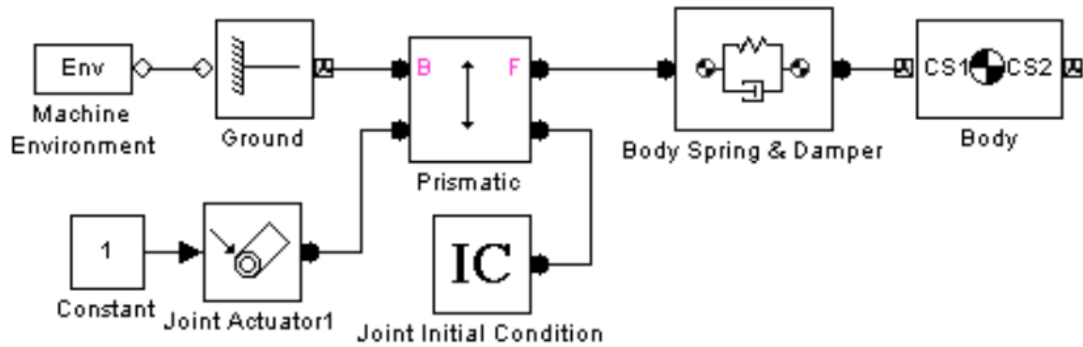 Env
Machine
Environment
Ground
B F
Prismatic
Body Spring & Damper
CS1 CS2
Body
1
Constant
Joint Actuator1
IC
Joint Initial Condition